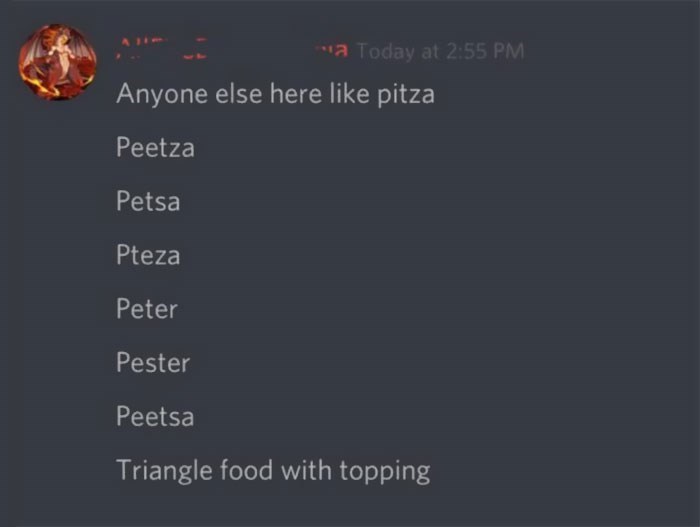 Today at 2:55 PM
Anyone else here like pitza
Peetza
Petsa
Pteza
Peter
Pester
Peetsa
Triangle food with topping